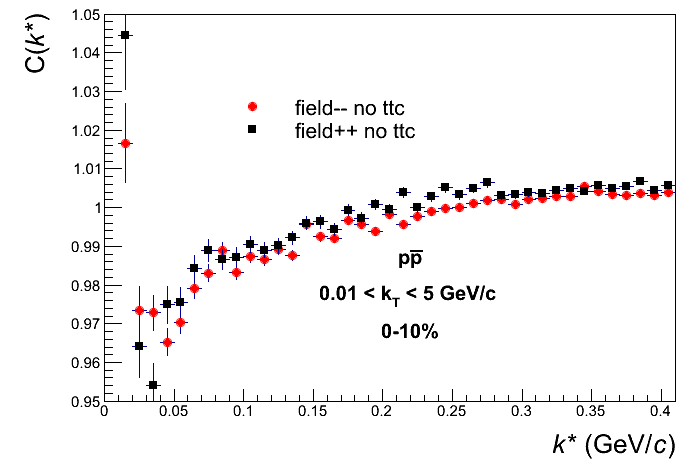 C(k*)
1.05
1.04
1.03
1.02
1.01
1
0.99
0.98
0.97
0.96
0.95
field-- no ttc
field++ no ttc
pp̅
0.01 < kT < 5 GeV/c
0-10%
0 0.05 0.1 0.15 0.2 0.25 0.3 0.35 0.4
k* (GeV/c)